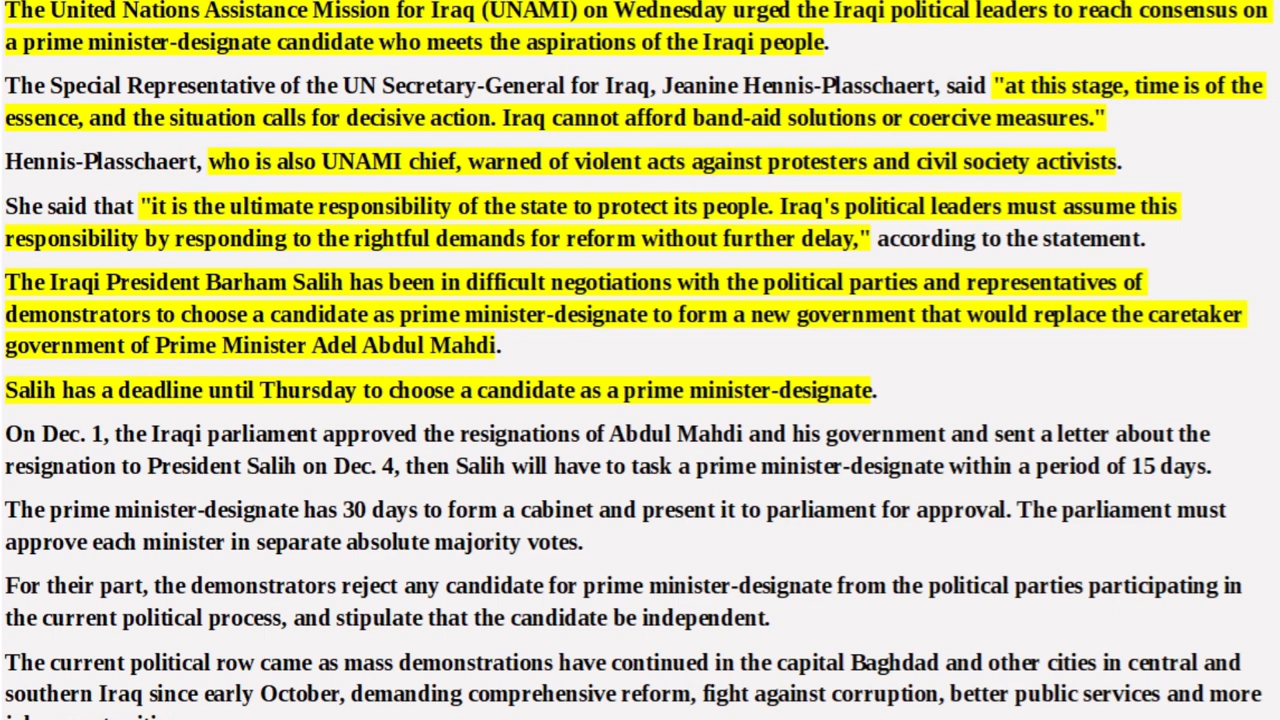 The United Nations Assistance Mission for Iraq (UNAMI) on Wednesday urged the Iraqi political leaders to reach consensus on
a prime minister-designate candidate who meets the aspirations of the Iraqi people.
The Special Representative of the UN Secretary-General for Iraq, Jeanine Hennis-Plasschaert, said "at this stage, time is of the
essence, and the situation calls for decisive action. Iraq cannot afford band-aid solutions or coercive measures."
Hennis-Plasschaert, who is also UNAMI chief, warned of violent acts against protesters and civil society activists.
She said that "it is the ultimate responsibility of the state to protect its people. Iraq's political leaders must assume this
responsibility by responding to the rightful demands for reform without further delay," according to the statement.
The Iraqi President Barham Salih has been in difficult negotiations with the political parties and representatives of
demonstrators to choose a candidate as prime minister-designate to form a new government that would replace the caretaker
government of Prime Minister Adel Abdul Mahdi.
Salih has a deadline until Thursday to choose a candidate as a prime minister-designate.
On Dec. 1, the Iraqi parliament approved the resignations of Abdul Mahdi and his government and sent a letter about the
resignation to President Salih on Dec. 4, then Salih will have to task a prime minister-designate within a period of 15 days.
The prime minister-designate has 30 days to form a cabinet and present it to parliament for approval. The parliament must
approve each minister in separate absolute majority votes.
For their part, the demonstrators reject any candidate for prime minister-designate from the political parties participating in
the current political process, and stipulate that the candidate be independent.
The current political row came as mass demonstrations have continued in the capital Baghdad and other cities in central and
southern Iraq since early October, demanding comprehensive reform, fight against corruption, better public services and more